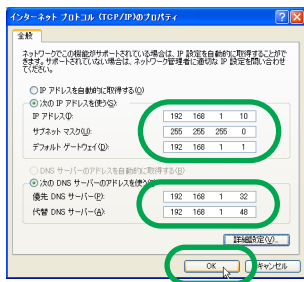 インターネット プロトコル (TCP/IP)のプロパティ
全般
ネットワークでこの機能がサポートされている場合は、IP 設定を自動的に取得することがで
きます。サポートされていない場合は、ネットワーク管理者に適切な IP 設定を問い合わせ
てください。
IP アドレスを自動的に取得する(O)
次の IP アドレスを使う(S):
IP アドレス(I): 192 168 1 10
サブネット マスク(U): 255 255 255 0
デフォルト ゲートウェイ(D): 192 168 1 1
DNS サーバーのアドレスを自動的に取得する(B)
次の DNS サーバーのアドレスを使う
優先 DNS サーバー(P): 192 168 1 32
代替 DNS サーバー(A): 192 168 1 48
詳細設定(V)...
OK キャンセル